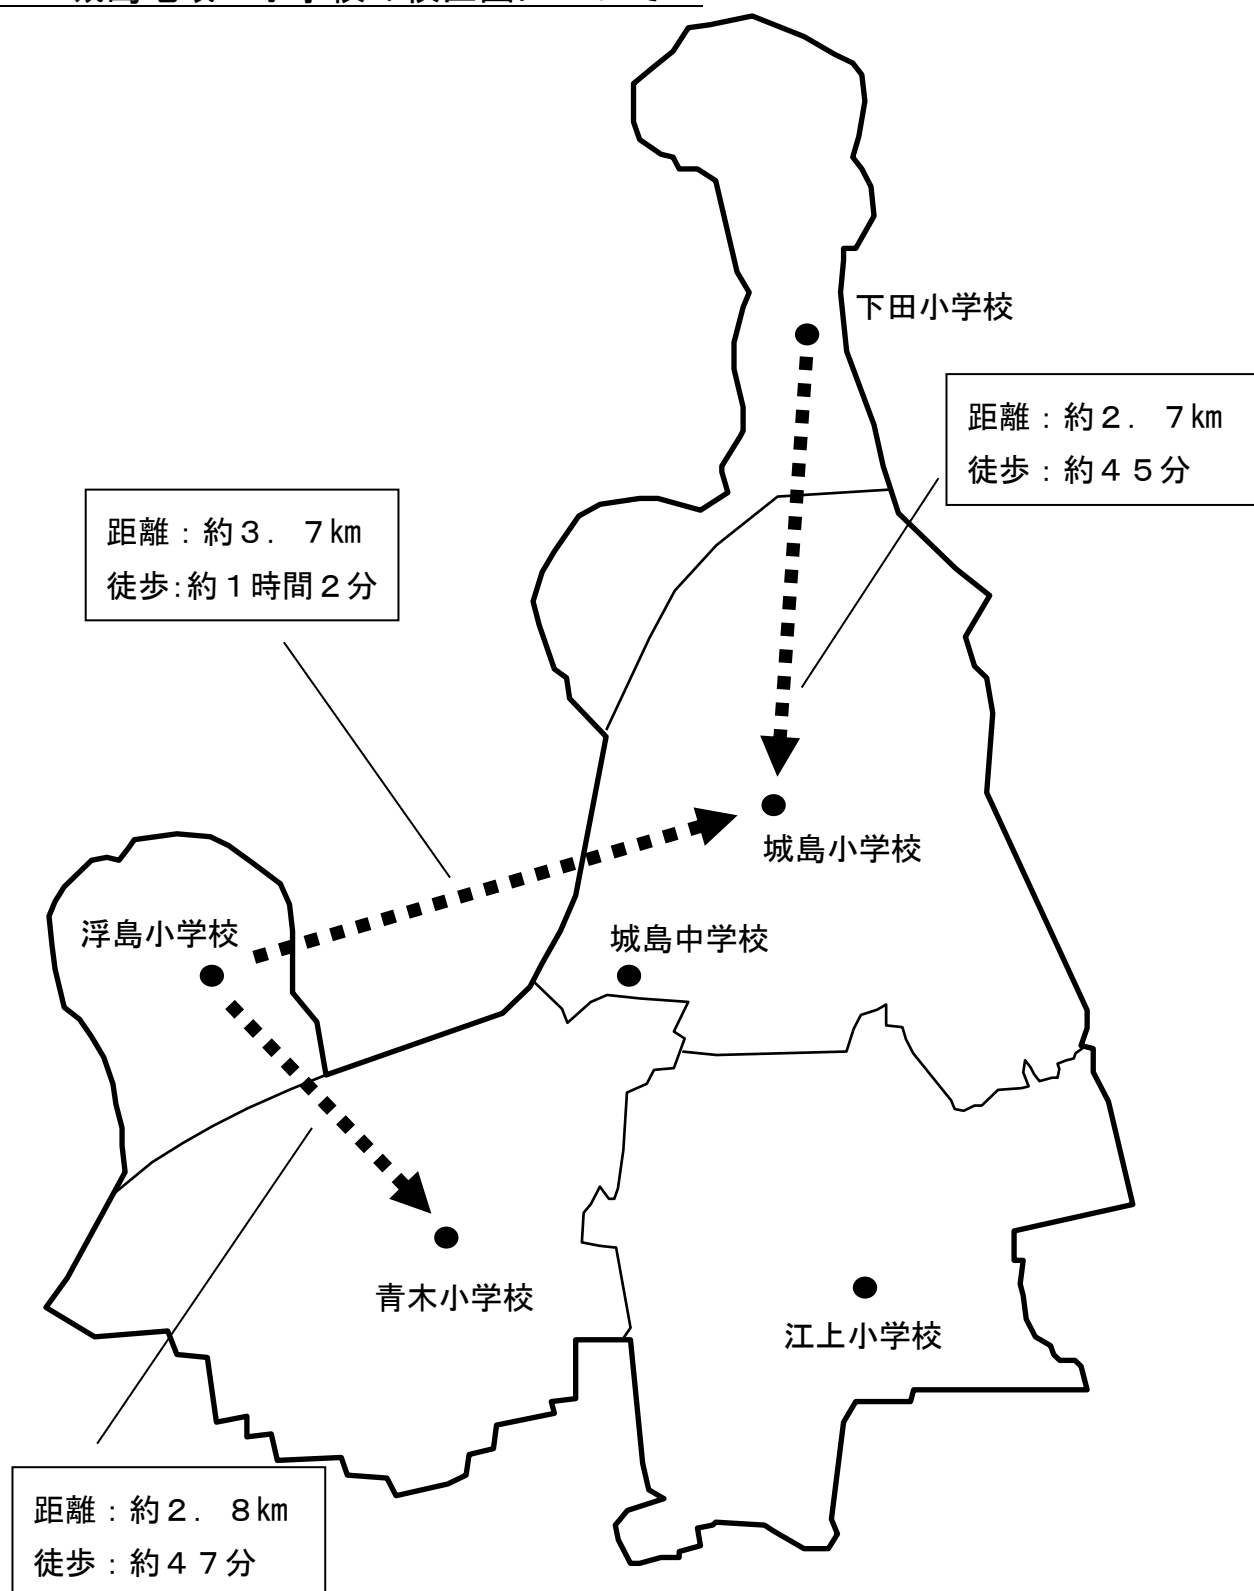 下田小学校
距離：約２．７㎞
徒歩：約４５分
距離：約３．７㎞
徒歩：約１時間２分
城島小学校
浮島小学校
城島中学校
青木小学校
江上小学校
距離：約２．８㎞
徒歩：約４７分